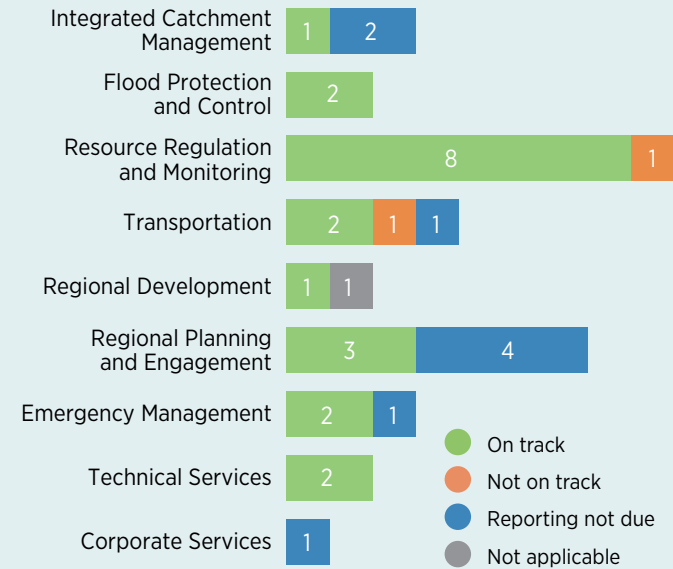 Integrated Catchment
Management
1 2
Flood Protection
and Control
2
Resource Regulation
and Monitoring
8 1
Transportation
2 1 1
Regional Development
1 1
Regional Planning
and Engagement
3 4
Emergency Management
2 1
Technical Services
2
Corporate Services
1
On track
Not on track
Reporting not due
Not applicable